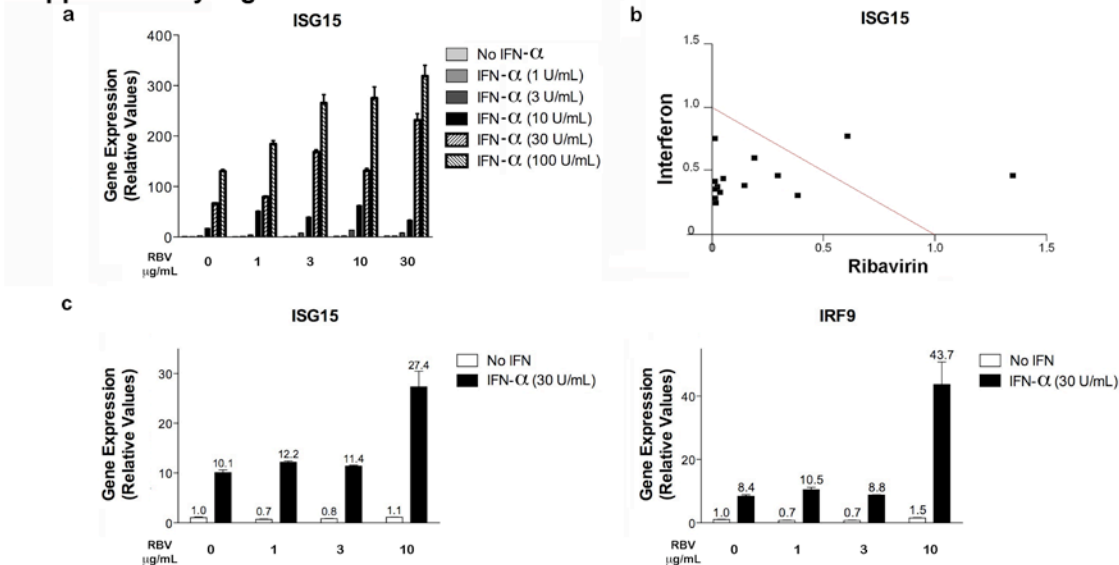 a
ISG15
Gene Expression
(Relative Values)
400
300
200
100
0
RBV
µg/mL
0 1 3 10 30
No IFN-α
IFN-α (1 U/mL)
IFN-α (3 U/mL)
IFN-α (10 U/mL)
IFN-α (30 U/mL)
IFN-α (100 U/mL)
b
ISG15
Interferon
1.5
1.0
0.5
0
0 0.5 1.0 1.5
Ribavirin
c
ISG15
Gene Expression
(Relative Values)
30
20
10
0
1.0 10.1 0.7 12.2 0.8 11.4 1.1 27.4
RBV
µg/mL
0 1 3 10
No IFN
IFN-α (30 U/mL)
IRF9
Gene Expression
(Relative Values)
40
20
0
1.0 8.4 0.7 10.5 0.7 8.8 1.5 43.7
RBV
µg/mL
0 1 3 10
No IFN
IFN-α (30 U/mL)